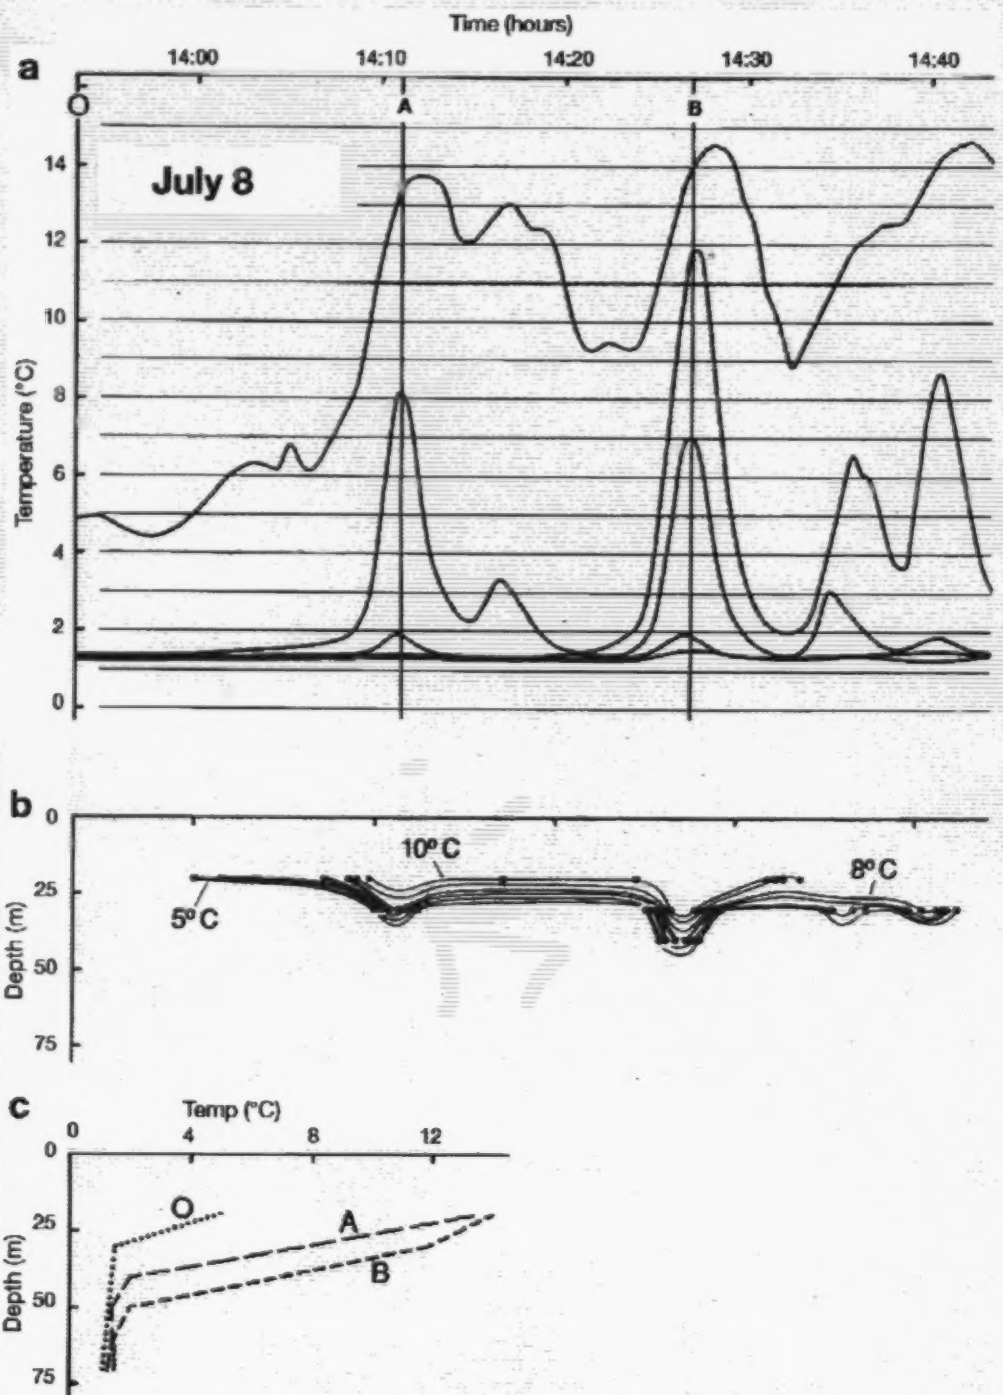 Time (hours)
a 14:00 14:10 14:20 14:30 14:40
O A B
July 8
14
12
10
8
6
4
2
0
Temperature (°C)
b
0
25
50
75
Depth (m)
10° C
8° C
5° C
c Temp (°C)
0 4 8 12
0
25
50
75
Depth (m)
O
A
B